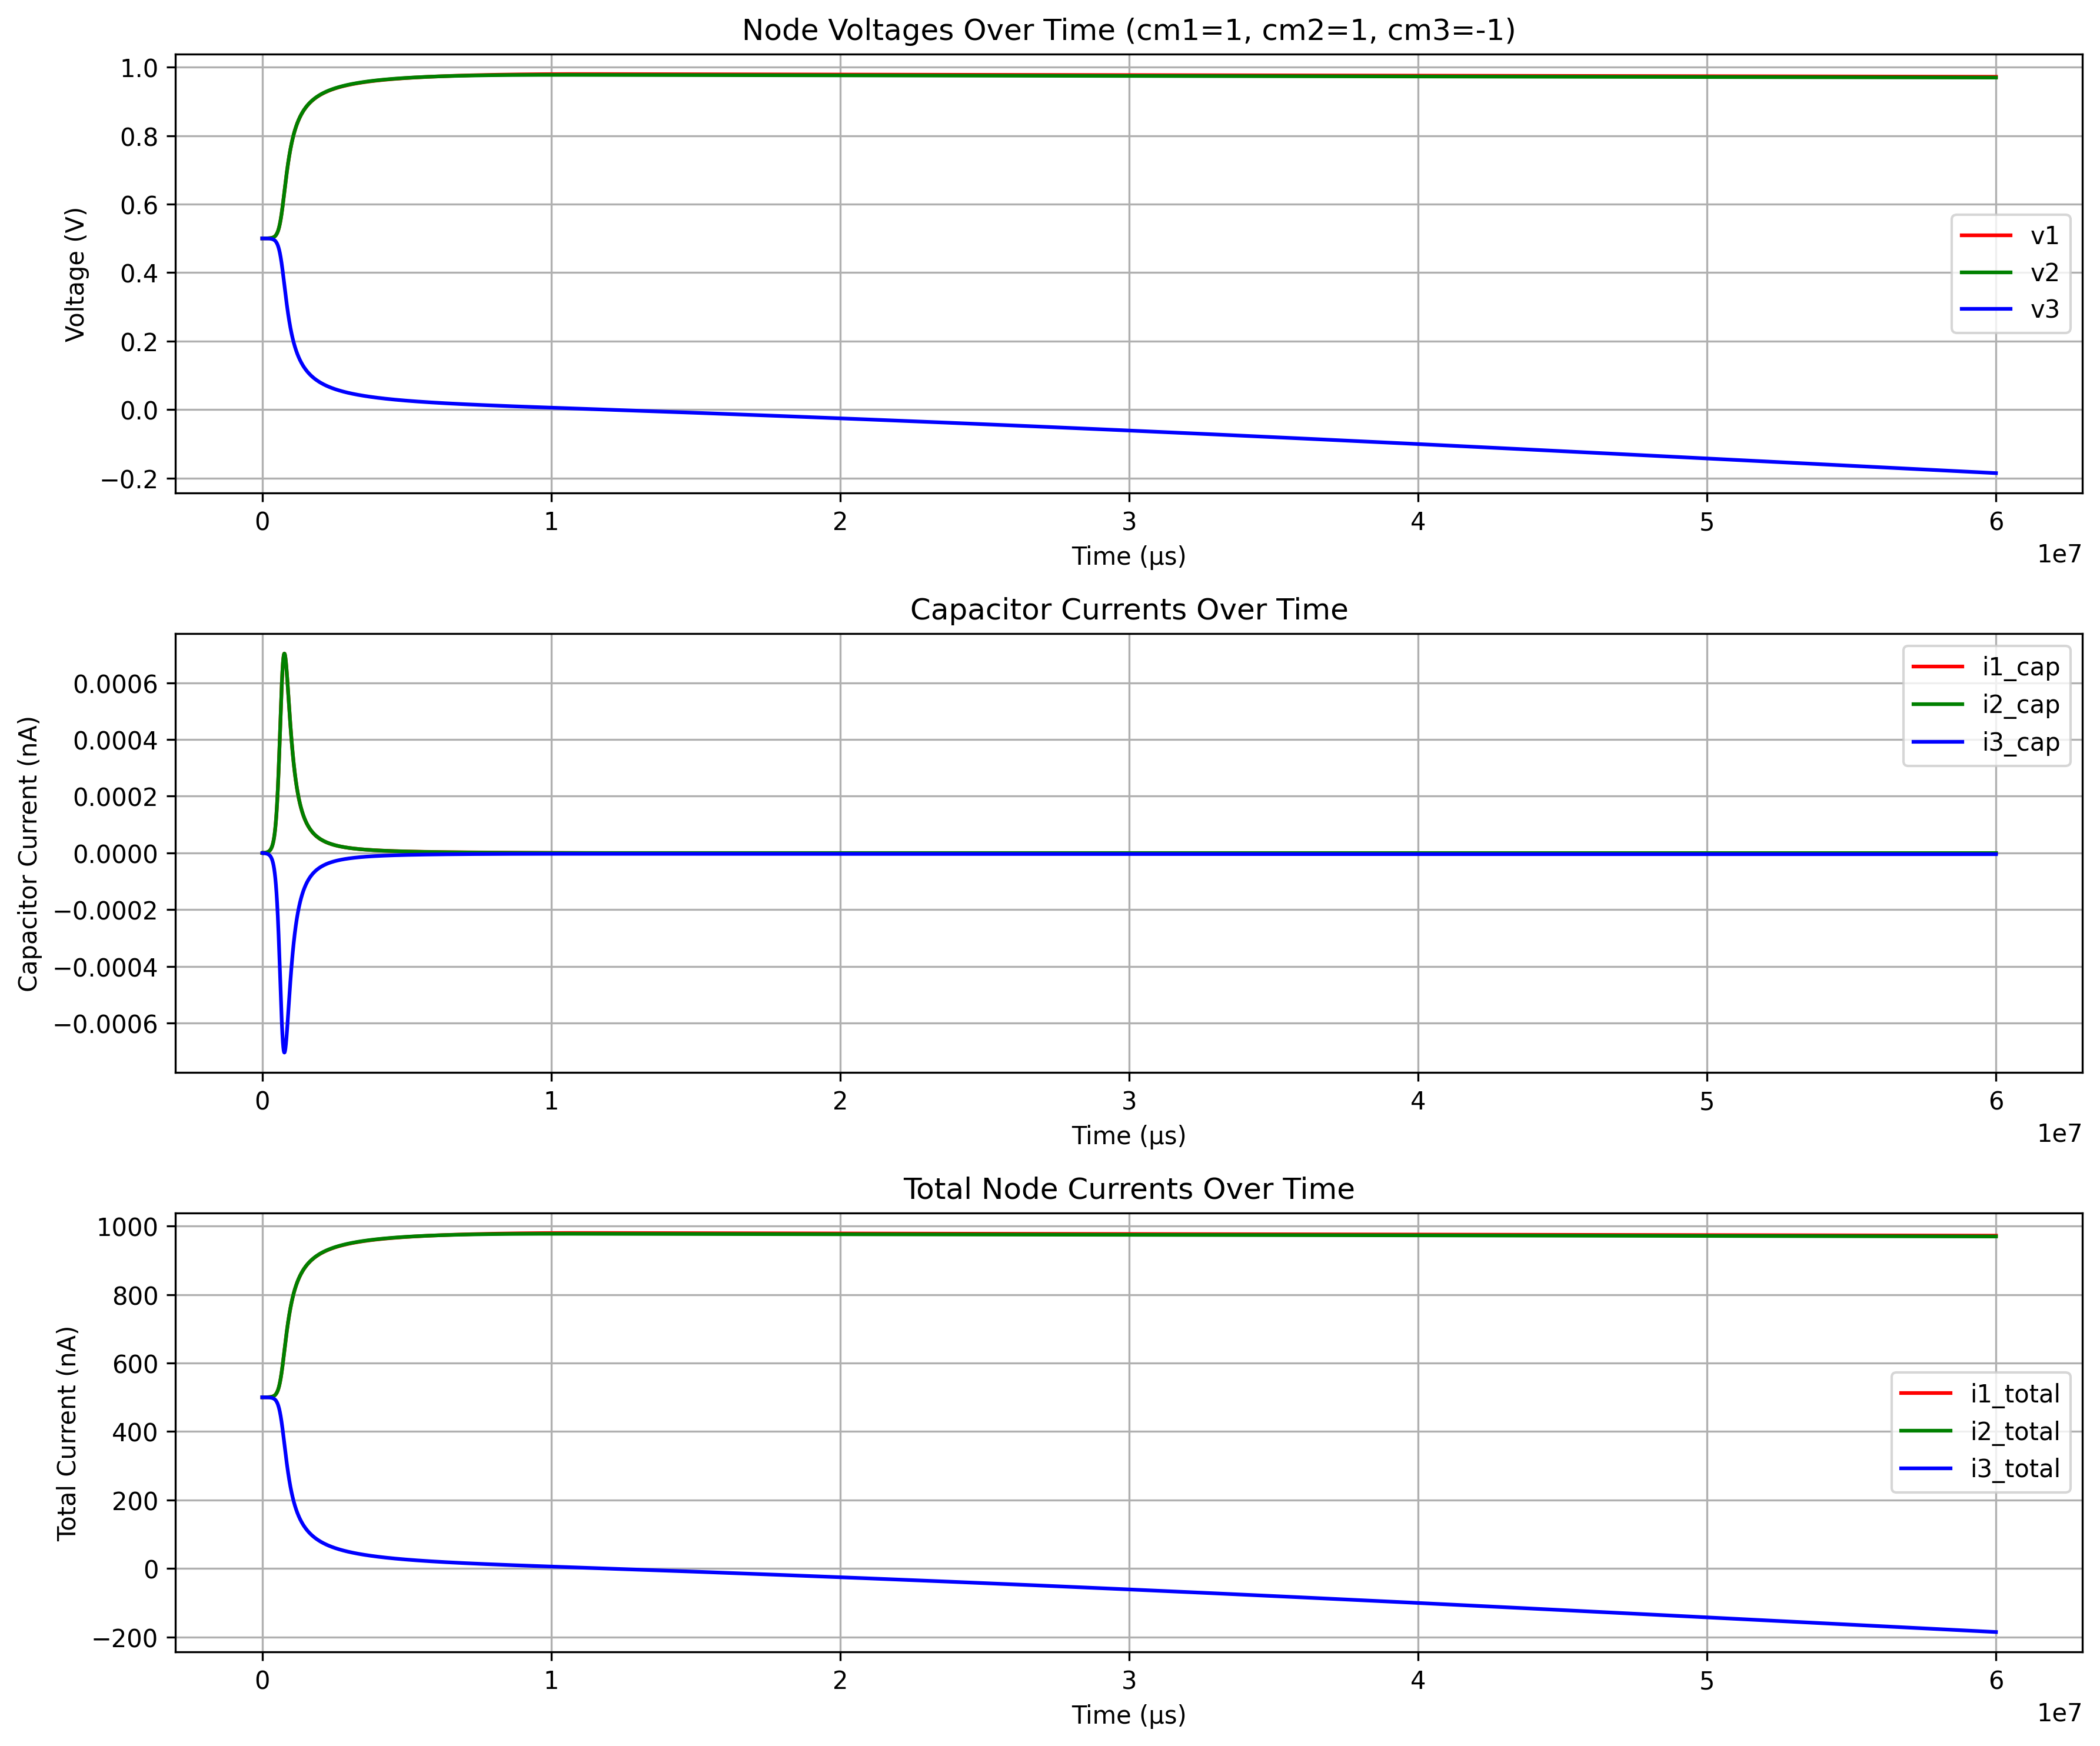 Node Voltages Over Time (cm1=1, cm2=1, cm3=-1)
1.0
0.8
0.6
0.4
0.2
0.0
−0.2
Voltage (V)
v1
v2
v3
0 1 2 3 4 5 6
1e7
Time (µs)
Capacitor Currents Over Time
0.0006
0.0004
0.0002
0.0000
−0.0002
−0.0004
−0.0006
Capacitor Current (nA)
i1_cap
i2_cap
i3_cap
0 1 2 3 4 5 6
1e7
Time (µs)
Total Node Currents Over Time
1000
800
600
400
200
0
−200
Total Current (nA)
i1_total
i2_total
i3_total
0 1 2 3 4 5 6
1e7
Time (µs)